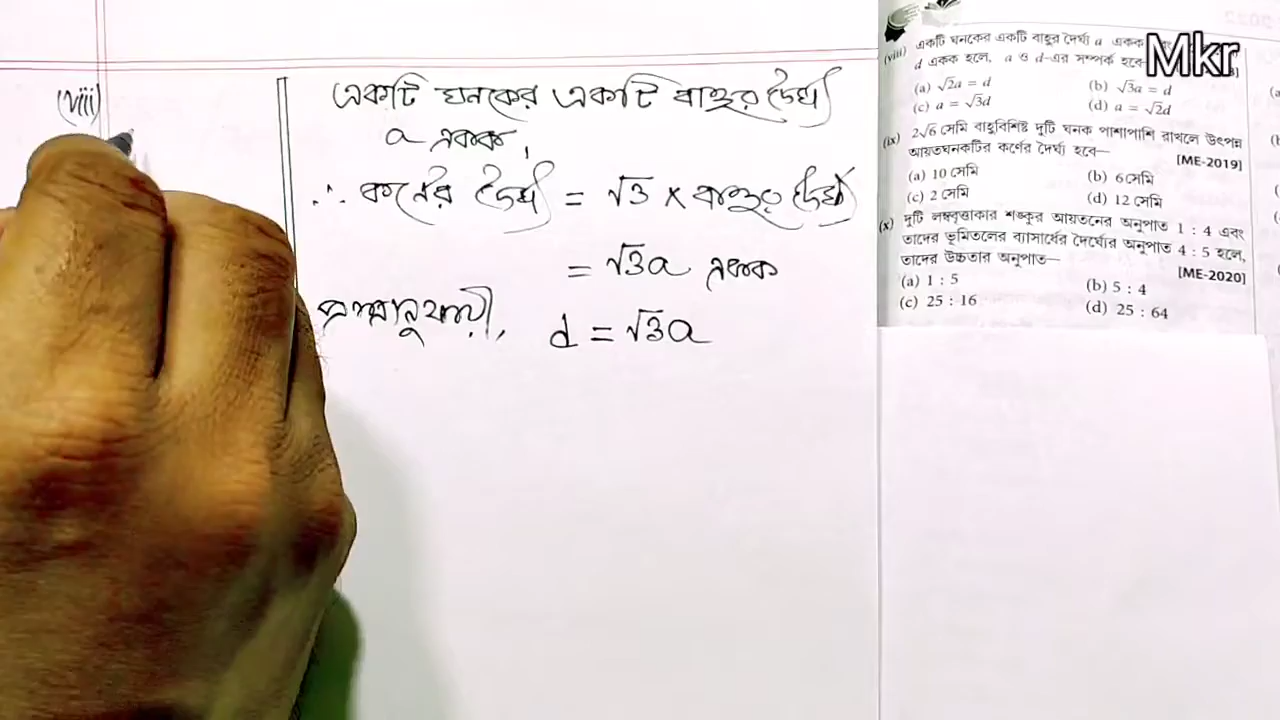 (viii)
একটি ঘনকের একটি বাহুর দৈর্ঘ্য
a একক,
∴ কর্ণের দৈর্ঘ্য = √3 × বাহুর দৈর্ঘ্য
= √3a একক
প্রশ্নানুযায়ী, d = √3a
Mkr
(viii) একটি ঘনকের একটি বাহুর দৈর্ঘ্য a একক
d একক হলে, a ও d-এর সম্পর্ক হবে—
(a) √2a = d (b) √3a = d
(c) a = √3d (d) a = √2d
(ix) 2√6 সেমি বাহুবিশিষ্ট দুটি ঘনক পাশাপাশি রাখলে উৎপন্ন
আয়তঘনকটির কর্ণের দৈর্ঘ্য হবে— [ME-2019]
(a) 10 সেমি (b) 6 সেমি
(c) 2 সেমি (d) 12 সেমি
(x) দুটি লম্ববৃত্তাকার শঙ্কুর আয়তনের অনুপাত 1 : 4 এবং
তাদের ভূমিতলের ব্যাসার্ধের দৈর্ঘ্যের অনুপাত 4 : 5 হলে,
তাদের উচ্চতার অনুপাত— [ME-2020]
(a) 1 : 5 (b) 5 : 4
(c) 25 : 16 (d) 25 : 64